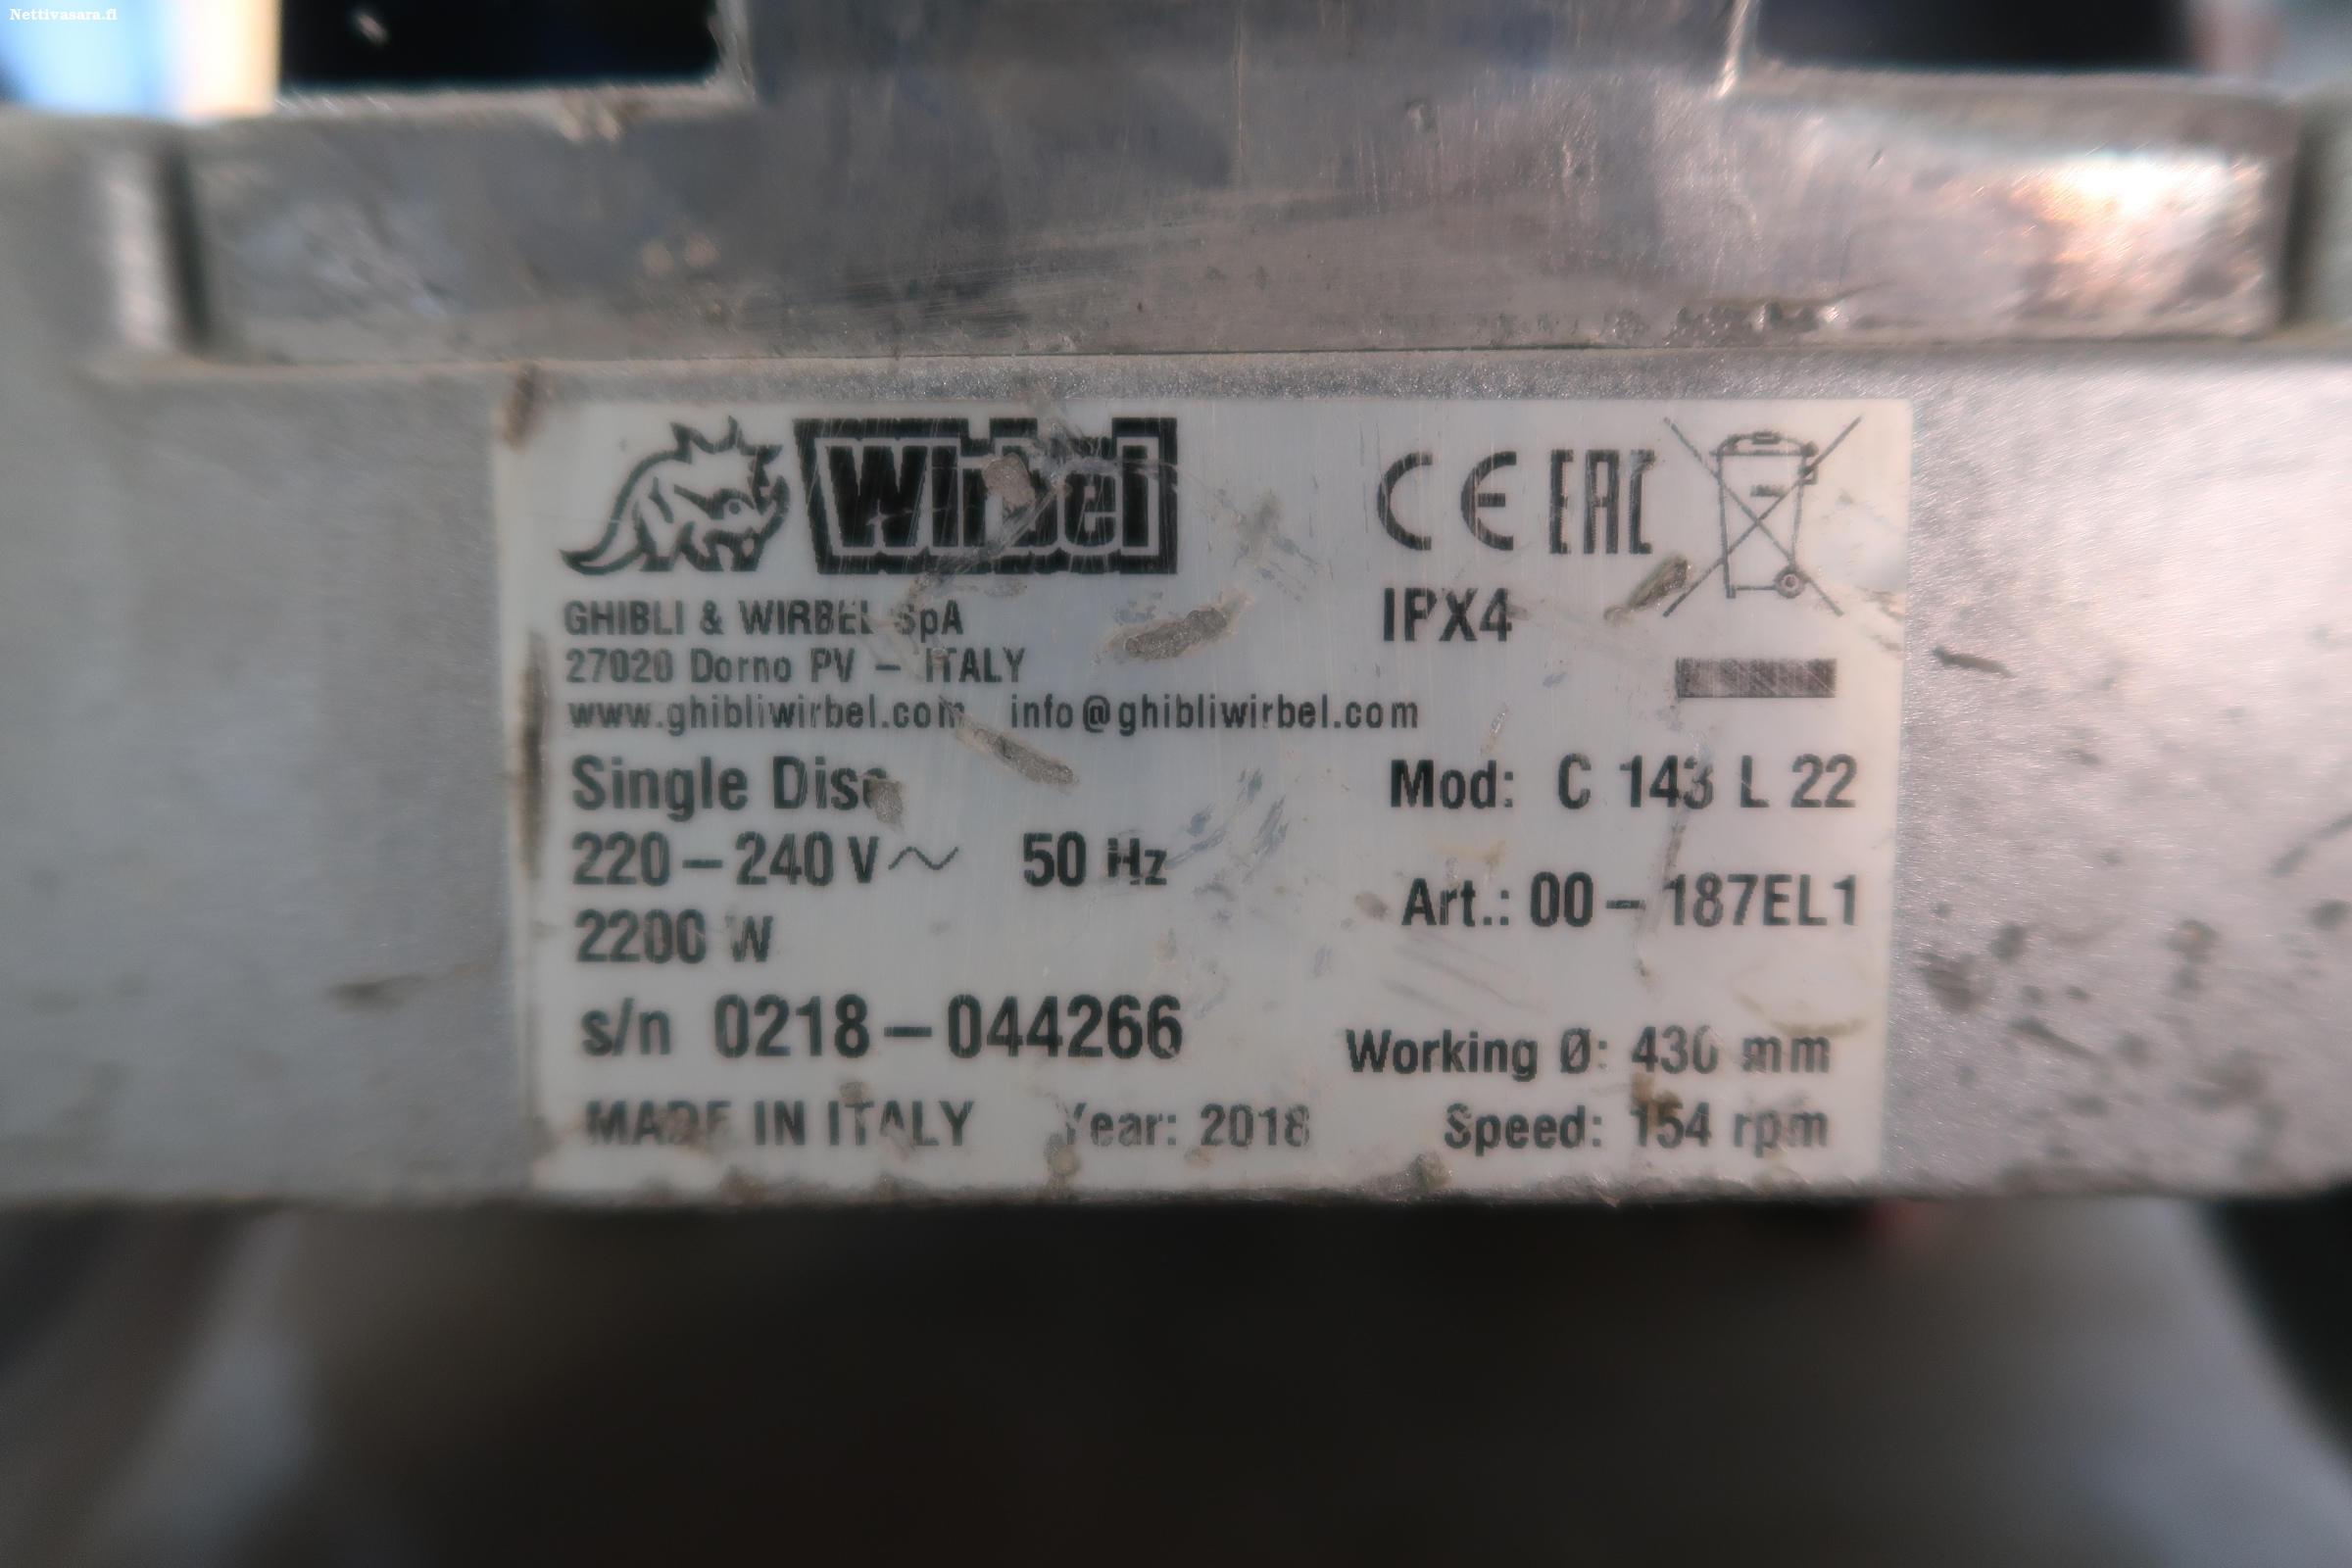 Nettivasara.fi
Wirbel
CE EAC
GHIBLI & WIRBEL SpA
IPX4
27020 Dorno PV – ITALY
www.ghibliwirbel.com info@ghibliwirbel.com
Single Disc
Mod: C 143 L 22
220–240 V~ 50 Hz
Art.: 00–187EL1
2200 W
s/n 0218–044266
Working Ø: 430 mm
MADE IN ITALY Year: 2018
Speed: 154 rpm